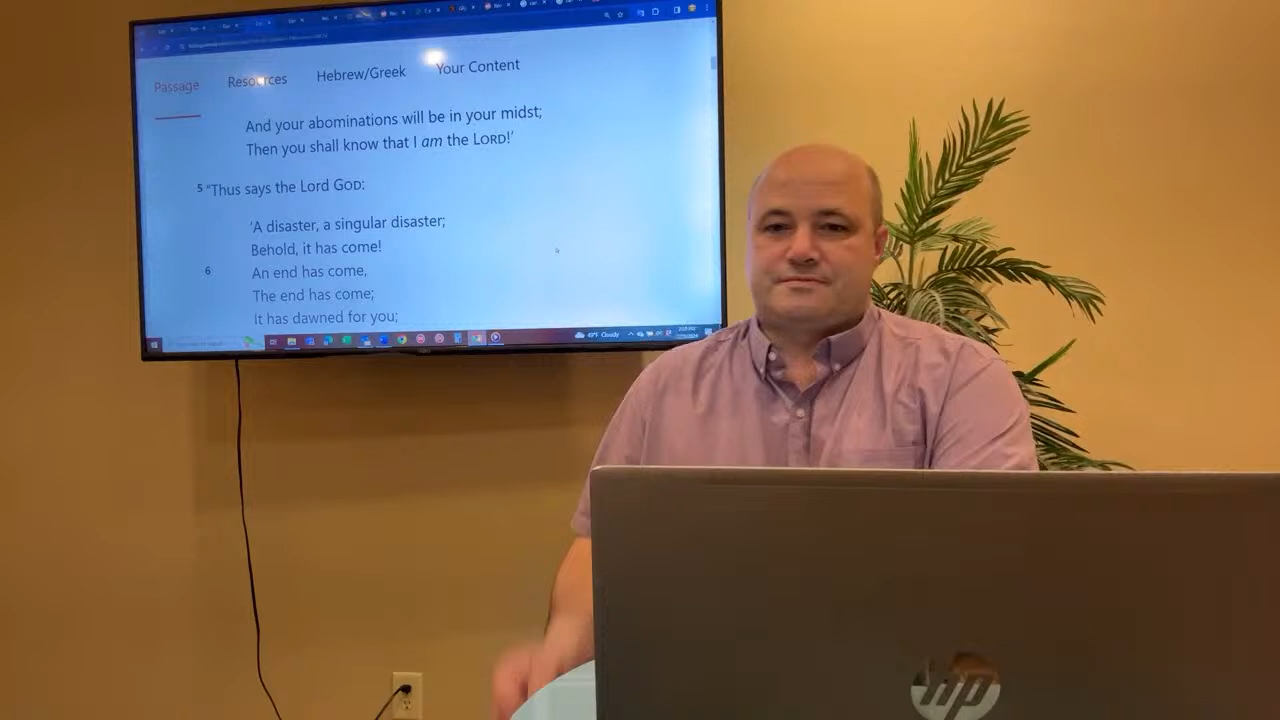 Passage Resources Hebrew/Greek Your Content
And your abominations will be in your midst;
Then you shall know that I am the LORD!'
5 "Thus says the Lord GOD:
'A disaster, a singular disaster;
Behold, it has come!
6 An end has come,
The end has come;
It has dawned for you;
49°F Cloudy
hp